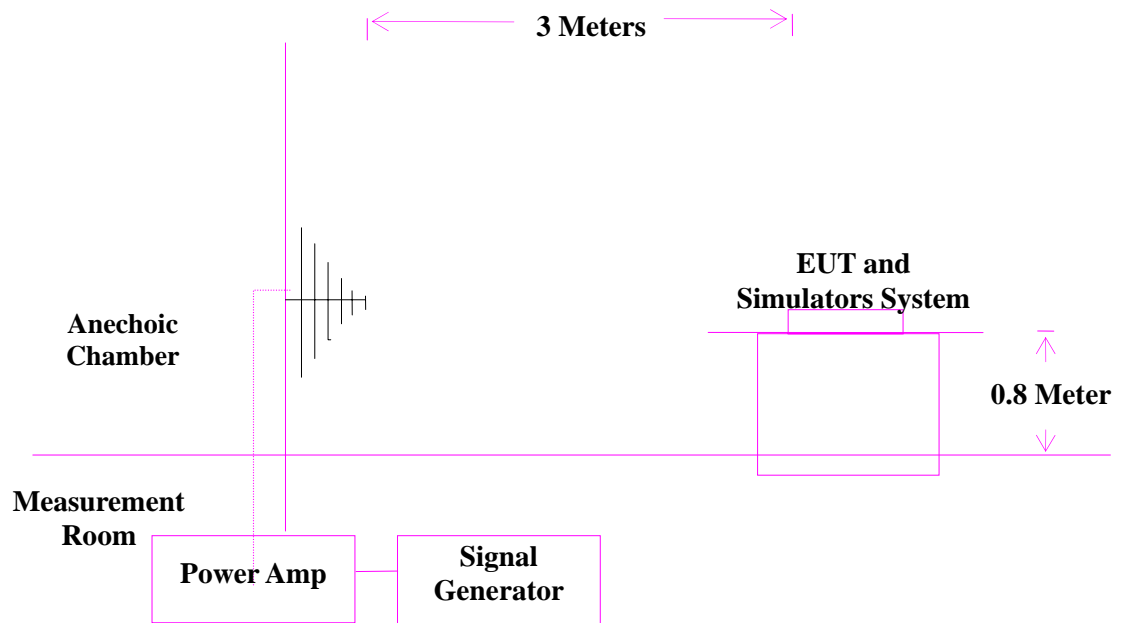 3 Meters
EUT and
Simulators System
Anechoic
Chamber
0.8 Meter
Measurement
Room
Power Amp
Signal
Generator